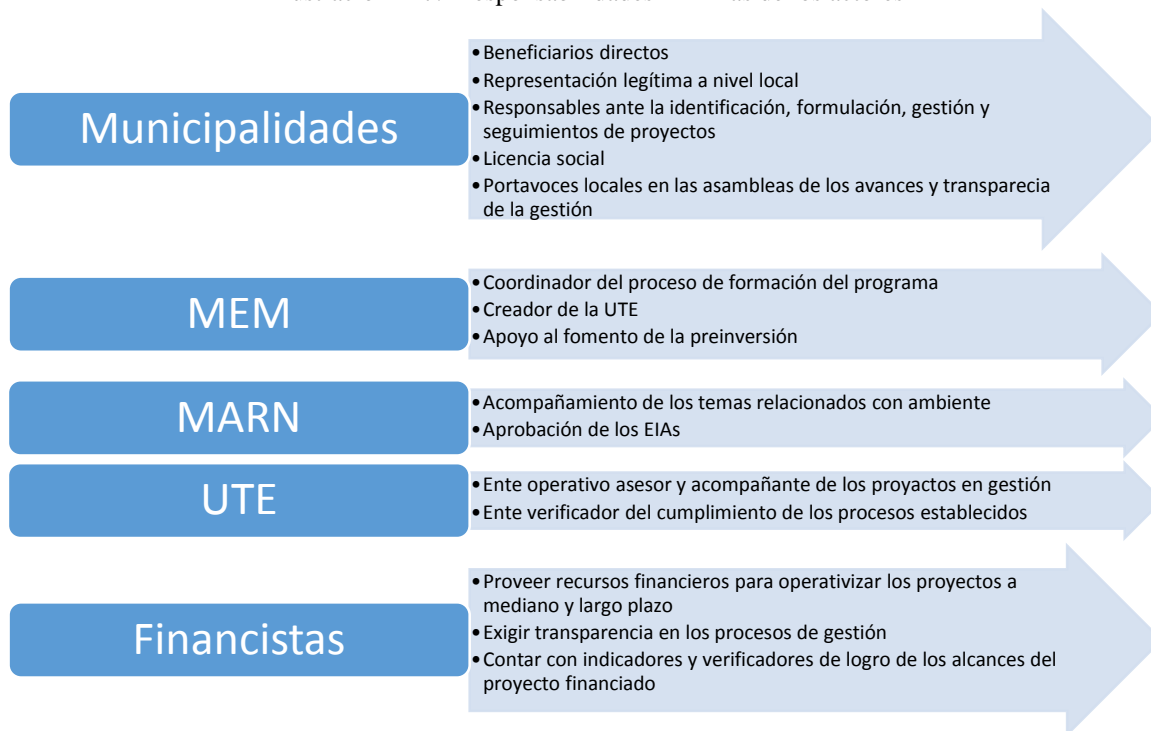 Municipalidades
•Beneficiarios directos
•Representación legítima a nivel local
•Responsables ante la identificación, formulación, gestión y
seguimientos de proyectos
•Licencia social
•Portavoces locales en las asambleas de los avances y transparecia
de la gestión
MEM
•Coordinador del proceso de formación del programa
•Creador de la UTE
•Apoyo al fomento de la preinversión
MARN
•Acompañamiento de los temas relacionados con ambiente
•Aprobación de los EIAs
UTE
•Ente operativo asesor y acompañante de los proyactos en gestión
•Ente verificador del cumplimiento de los procesos establecidos
Financistas
•Proveer recursos financieros para operativizar los proyectos a
mediano y largo plazo
•Exigir transparencia en los procesos de gestión
•Contar con indicadores y verificadores de logro de los alcances del
proyecto financiado